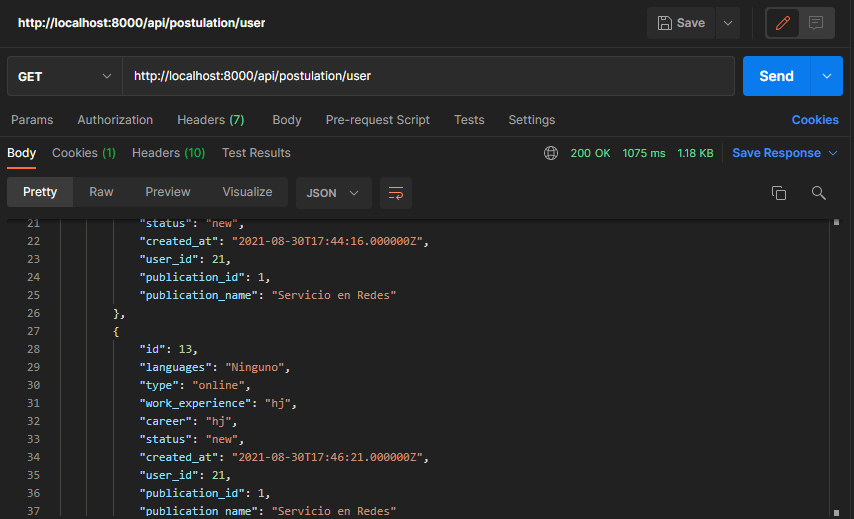 http://localhost:8000/api/postulation/user
Save
GET
http://localhost:8000/api/postulation/user
Send
Params Authorization Headers (7) Body Pre-request Script Tests Settings Cookies
Body Cookies (1) Headers (10) Test Results 200 OK 1075 ms 1.18 KB Save Response
Pretty Raw Preview Visualize JSON
21 "status": "new",
22 "created_at": "2021-08-30T17:44:16.000000Z",
23 "user_id": 21,
24 "publication_id": 1,
25 "publication_name": "Servicio en Redes"
26 },
27 {
28 "id": 13,
29 "languages": "Ninguno",
30 "type": "online",
31 "work_experience": "hj",
32 "career": "hj",
33 "status": "new",
34 "created_at": "2021-08-30T17:46:21.000000Z",
35 "user_id": 21,
36 "publication_id": 1,
37 "publication_name": "Servicio en Redes"